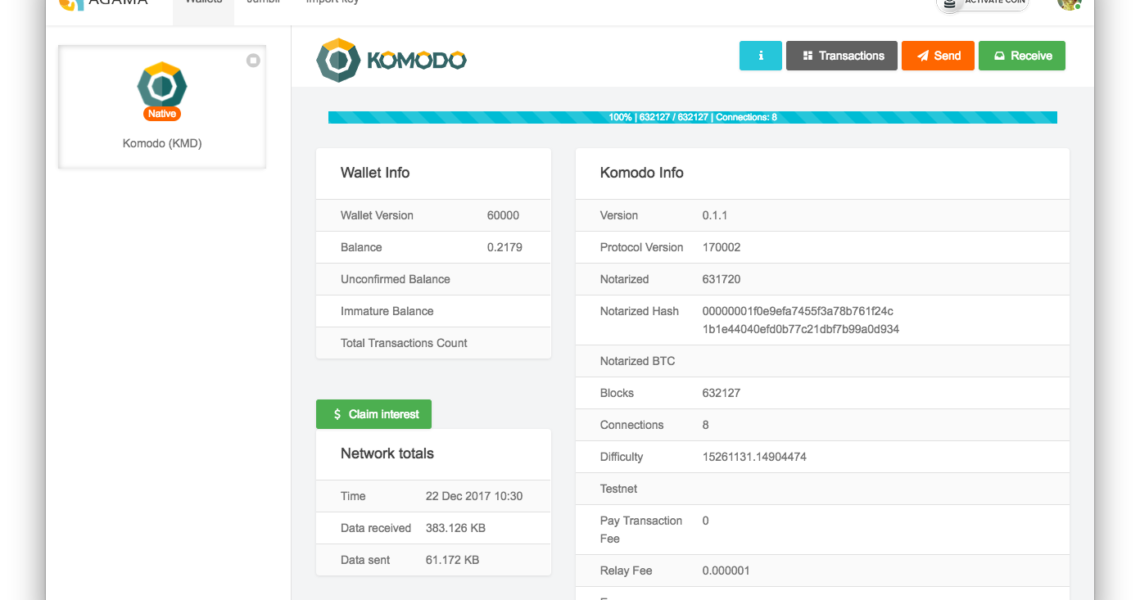 AGAMA
Wallets
Jumblr
Import key
ACTIVATE COIN
Native
Komodo (KMD)
KOMODO
i
Transactions
Send
Receive
100% | 632127 / 632127 | Connections: 8
Wallet Info
Wallet Version 60000
Balance 0.2179
Unconfirmed Balance
Immature Balance
Total Transactions Count
$ Claim interest
Network totals
Time 22 Dec 2017 10:30
Data received 383.126 KB
Data sent 61.172 KB
Komodo Info
Version 0.1.1
Protocol Version 170002
Notarized 631720
Notarized Hash 00000001f0e9efa7455f3a78b761f24c
1b1e44040efd0b77c21dbf7b99a0d934
Notarized BTC
Blocks 632127
Connections 8
Difficulty 15261131.14904474
Testnet
Pay Transaction 0
Fee
Relay Fee 0.000001